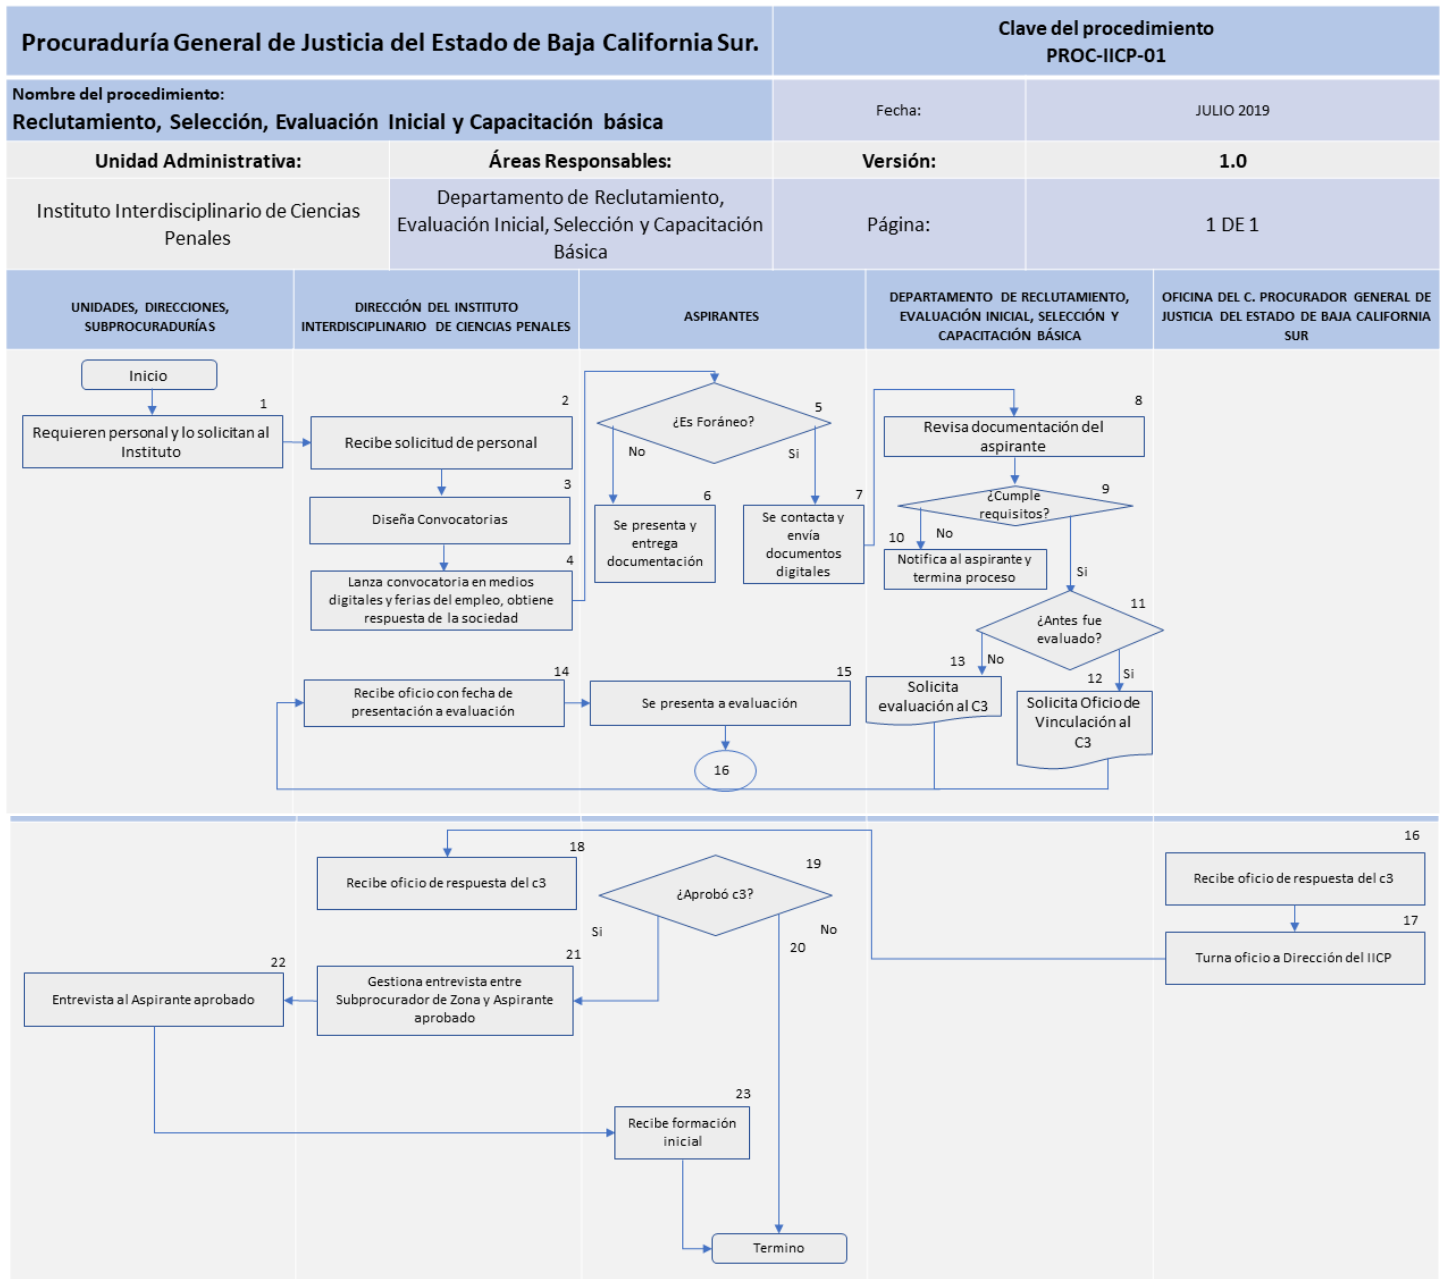 Procuraduría General de Justicia del Estado de Baja California Sur.
Clave del procedimiento
PROC-IICP-01
Nombre del procedimiento:
Reclutamiento, Selección, Evaluación Inicial y Capacitación básica
Fecha:
JULIO 2019
Unidad Administrativa:
Áreas Responsables:
Versión:
1.0
Instituto Interdisciplinario de Ciencias
Penales
Departamento de Reclutamiento,
Evaluación Inicial, Selección y Capacitación
Básica
Página:
1 DE 1
UNIDADES, DIRECCIONES,
SUBPROCURADURÍAS
DIRECCIÓN DEL INSTITUTO
INTERDISCIPLINARIO DE CIENCIAS PENALES
ASPIRANTES
DEPARTAMENTO DE RECLUTAMIENTO,
EVALUACIÓN INICIAL, SELECCIÓN Y
CAPACITACIÓN BÁSICA
OFICINA DEL C. PROCURADOR GENERAL DE
JUSTICIA DEL ESTADO DE BAJA CALIFORNIA
SUR
Inicio
1
Requieren personal y lo solicitan al
Instituto
2
Recibe solicitud de personal
3
Diseña Convocatorias
4
Lanza convocatoria en medios
digitales y ferias del empleo, obtiene
respuesta de la sociedad
5
¿Es Foráneo?
No
Si
6
Se presenta y
entrega
documentación
7
Se contacta y
envía
documentos
digitales
8
Revisa documentación del
aspirante
9
¿Cumple
requisitos?
No
10
Notifica al aspirante y
termina proceso
Si
11
¿Antes fue
evaluado?
No
13
Solicita
evaluación al C3
Si
12
Solicita Oficio de
Vinculación al
C3
14
Recibe oficio con fecha de
presentación a evaluación
15
Se presenta a evaluación
16
16
Recibe oficio de respuesta del c3
17
Turna oficio a Dirección del IICP
18
Recibe oficio de respuesta del c3
19
¿Aprobó c3?
Si
No
20
21
Gestiona entrevista entre
Subprocurador de Zona y Aspirante
aprobado
22
Entrevista al Aspirante aprobado
23
Recibe formación
inicial
Termino